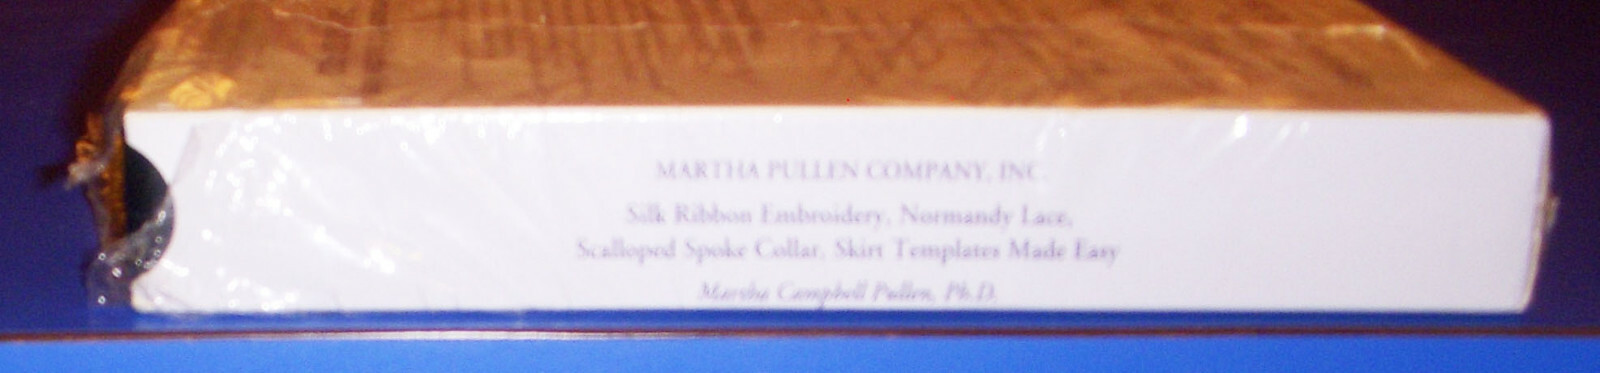 MARTHA PULLEN COMPANY, INC.
Silk Ribbon Embroidery, Normandy Lace,
Scalloped Spoke Collar, Skirt Templates Made Easy
Martha Campbell Pullen, Ph.D.